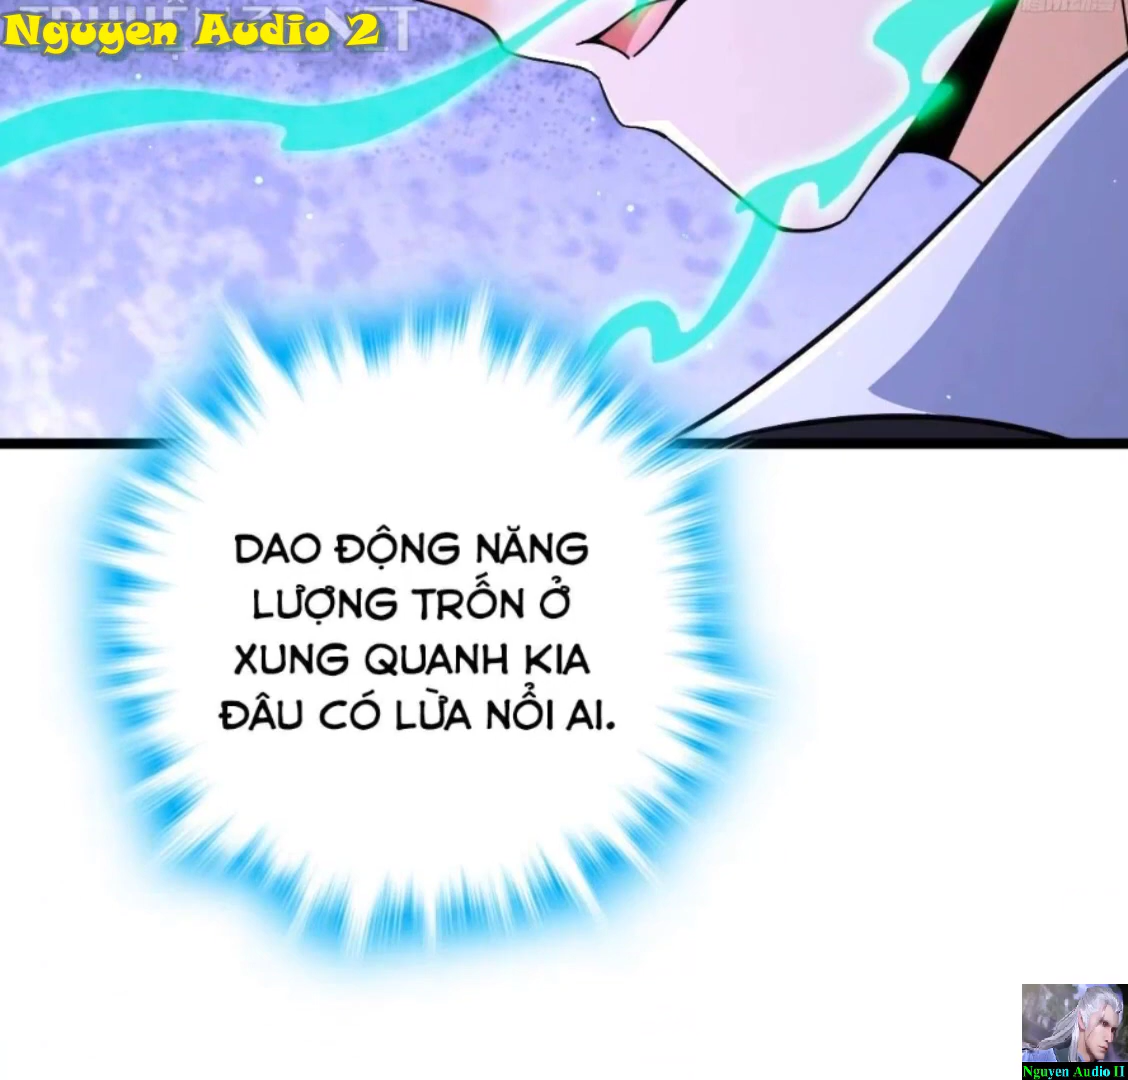 Nguyen Audio 2
DAO ĐỘNG NĂNG
LƯỢNG TRỐN Ở
XUNG QUANH KIA
ĐÂU CÓ LỪA NỔI AI.
Nguyen Audio II